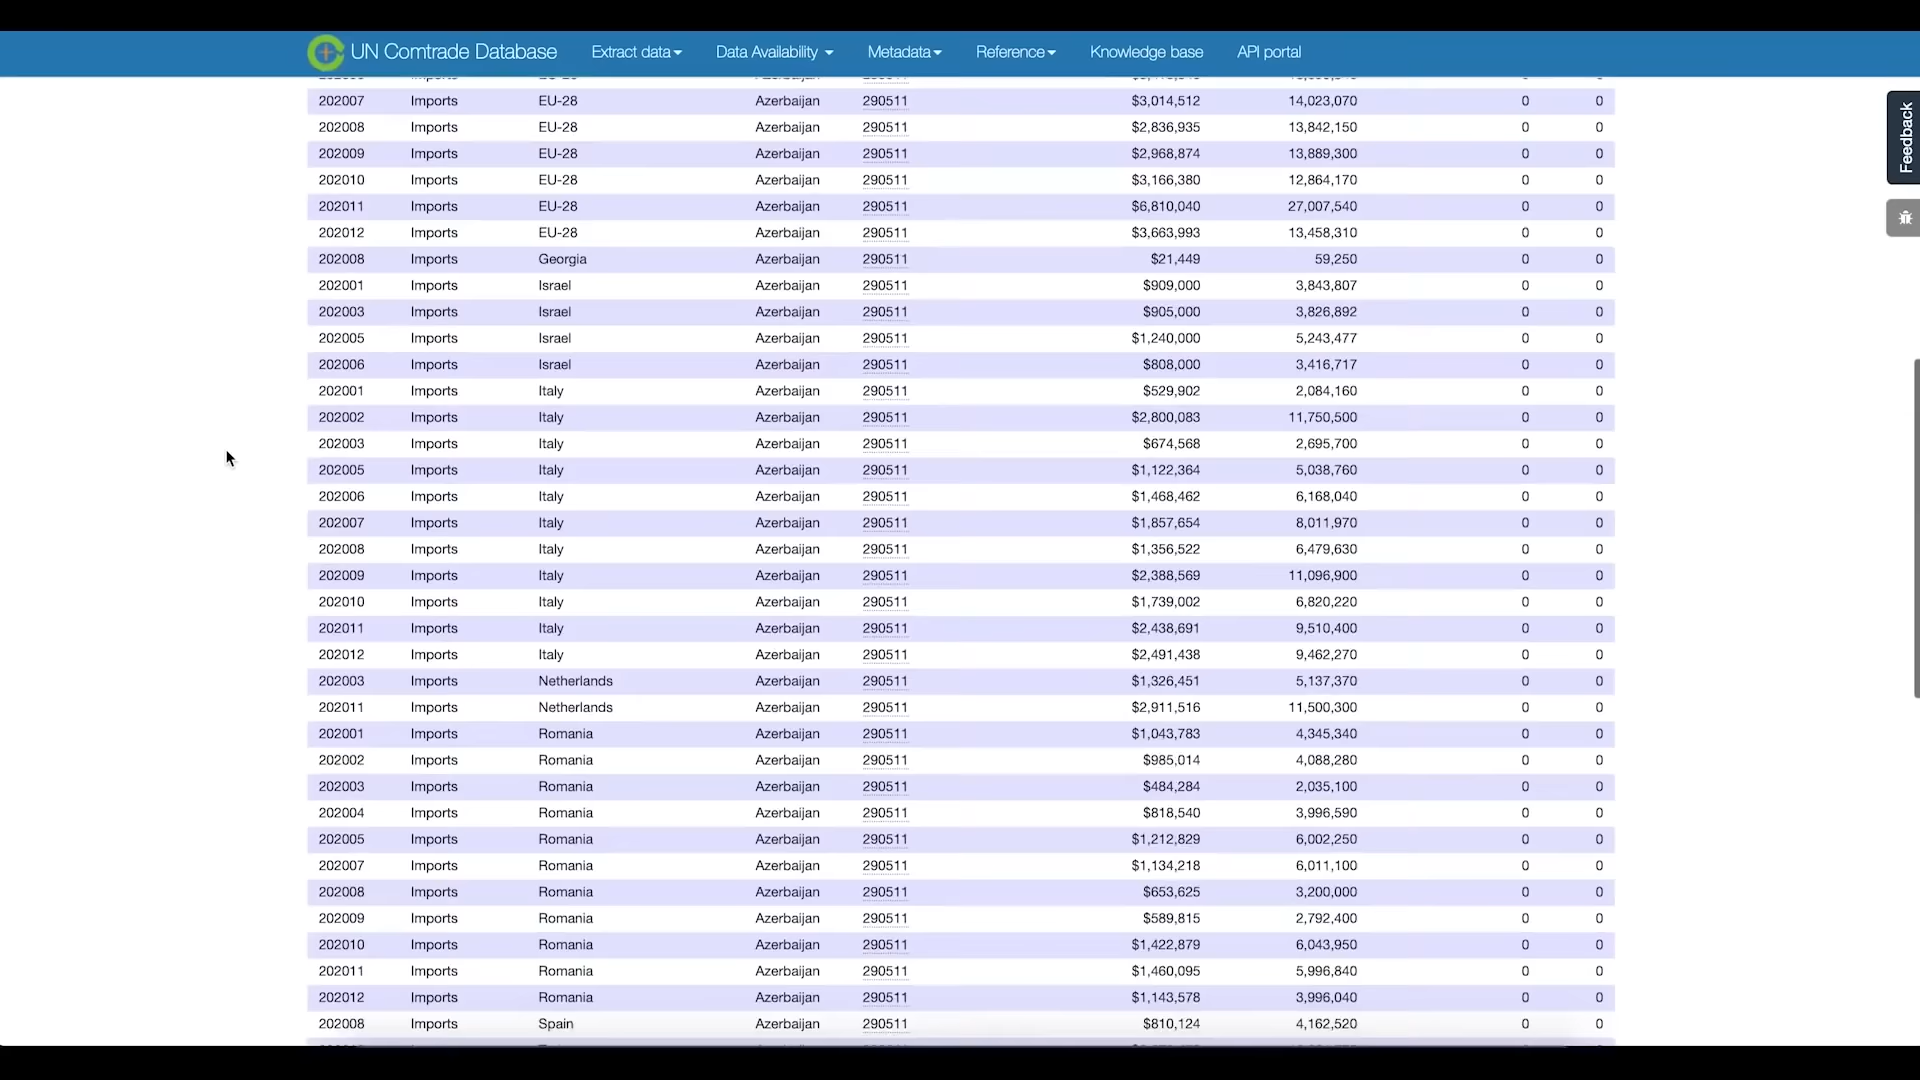 UN Comtrade Database Extract data Data Availability Metadata Reference Knowledge base API portal
202007 Imports EU-28 Azerbaijan 290511 $3,014,512 14,023,070 0 0
202008 Imports EU-28 Azerbaijan 290511 $2,836,935 13,842,150 0 0
202009 Imports EU-28 Azerbaijan 290511 $2,968,874 13,889,300 0 0
202010 Imports EU-28 Azerbaijan 290511 $3,166,380 12,864,170 0 0
202011 Imports EU-28 Azerbaijan 290511 $6,810,040 27,007,540 0 0
202012 Imports EU-28 Azerbaijan 290511 $3,663,993 13,458,310 0 0
202008 Imports Georgia Azerbaijan 290511 $21,449 59,250 0 0
202001 Imports Israel Azerbaijan 290511 $909,000 3,843,807 0 0
202003 Imports Israel Azerbaijan 290511 $905,000 3,826,892 0 0
202005 Imports Israel Azerbaijan 290511 $1,240,000 5,243,477 0 0
202006 Imports Israel Azerbaijan 290511 $808,000 3,416,717 0 0
202001 Imports Italy Azerbaijan 290511 $529,902 2,084,160 0 0
202002 Imports Italy Azerbaijan 290511 $2,800,083 11,750,500 0 0
202003 Imports Italy Azerbaijan 290511 $674,568 2,695,700 0 0
202005 Imports Italy Azerbaijan 290511 $1,122,364 5,038,760 0 0
202006 Imports Italy Azerbaijan 290511 $1,468,462 6,168,040 0 0
202007 Imports Italy Azerbaijan 290511 $1,857,654 8,011,970 0 0
202008 Imports Italy Azerbaijan 290511 $1,356,522 6,479,630 0 0
202009 Imports Italy Azerbaijan 290511 $2,388,569 11,096,900 0 0
202010 Imports Italy Azerbaijan 290511 $1,739,002 6,820,220 0 0
202011 Imports Italy Azerbaijan 290511 $2,438,691 9,510,400 0 0
202012 Imports Italy Azerbaijan 290511 $2,491,438 9,462,270 0 0
202003 Imports Netherlands Azerbaijan 290511 $1,326,451 5,137,370 0 0
202011 Imports Netherlands Azerbaijan 290511 $2,911,516 11,500,300 0 0
202001 Imports Romania Azerbaijan 290511 $1,043,783 4,345,340 0 0
202002 Imports Romania Azerbaijan 290511 $985,014 4,088,280 0 0
202003 Imports Romania Azerbaijan 290511 $484,284 2,035,100 0 0
202004 Imports Romania Azerbaijan 290511 $818,540 3,996,590 0 0
202005 Imports Romania Azerbaijan 290511 $1,212,829 6,002,250 0 0
202007 Imports Romania Azerbaijan 290511 $1,134,218 6,011,100 0 0
202008 Imports Romania Azerbaijan 290511 $653,625 3,200,000 0 0
202009 Imports Romania Azerbaijan 290511 $589,815 2,792,400 0 0
202010 Imports Romania Azerbaijan 290511 $1,422,879 6,043,950 0 0
202011 Imports Romania Azerbaijan 290511 $1,460,095 5,996,840 0 0
202012 Imports Romania Azerbaijan 290511 $1,143,578 3,996,040 0 0
202008 Imports Spain Azerbaijan 290511 $810,124 4,162,520 0 0
Feedback